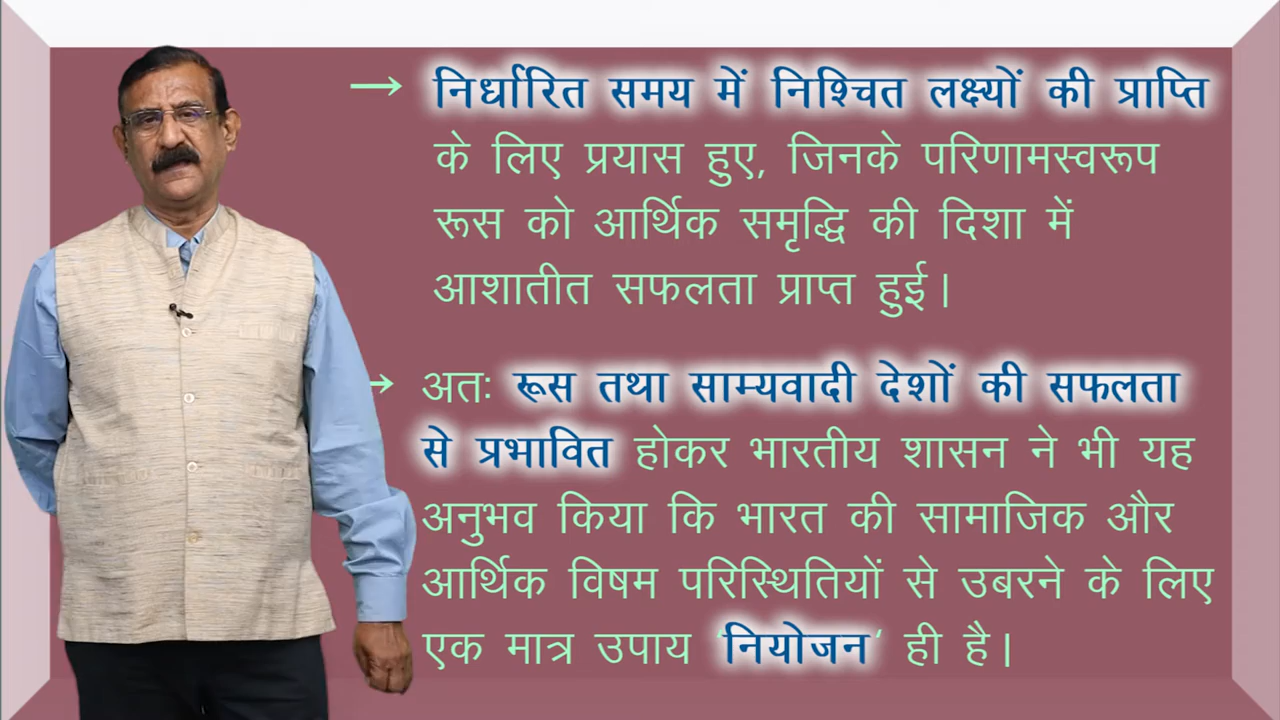 → निर्धारित समय में निश्चित लक्ष्यों की प्राप्ति
के लिए प्रयास हुए, जिनके परिणामस्वरूप
रूस को आर्थिक समृद्धि की दिशा में
आशातीत सफलता प्राप्त हुई।
→ अतः रूस तथा साम्यवादी देशों की सफलता
से प्रभावित होकर भारतीय शासन ने भी यह
अनुभव किया कि भारत की सामाजिक और
आर्थिक विषम परिस्थितियों से उबरने के लिए
एक मात्र उपाय ‘नियोजन’ ही है।